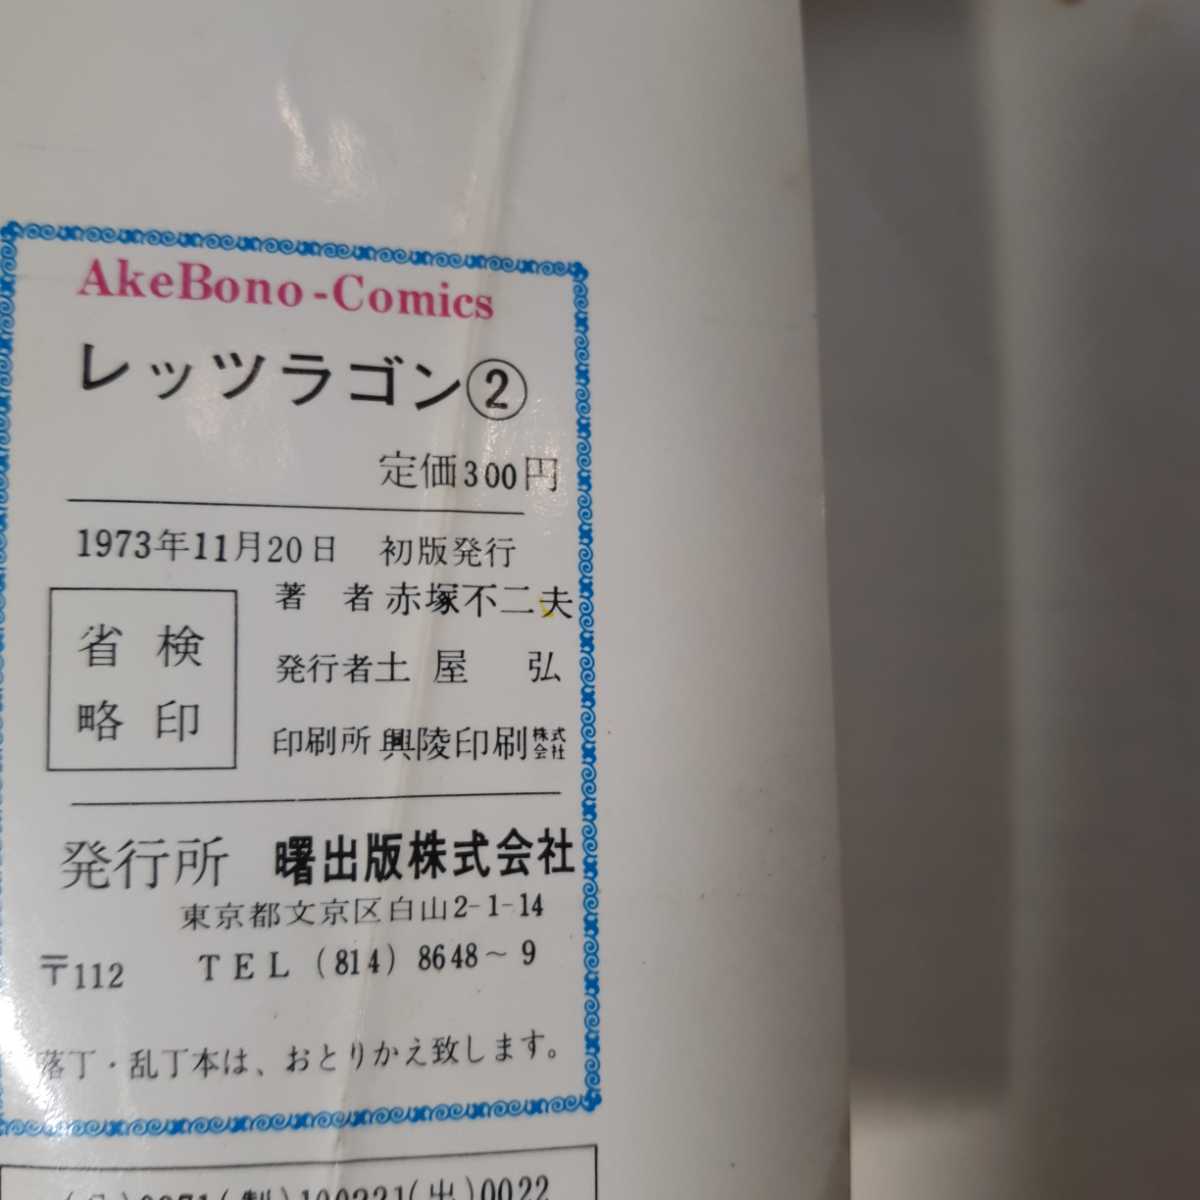 AkeBono-Comics
レッツラゴン②
定価300円
1973年11月20日 初版発行
検印
省略
著者 赤塚不二夫
発行者 土屋 弘
印刷所 興陵印刷株式会社
発行所 曙出版株式会社
東京都文京区白山2-1-14
〒112 TEL (814) 8648～9
落丁・乱丁本は、おとりかえ致します。
0271(製)100221(出)0022